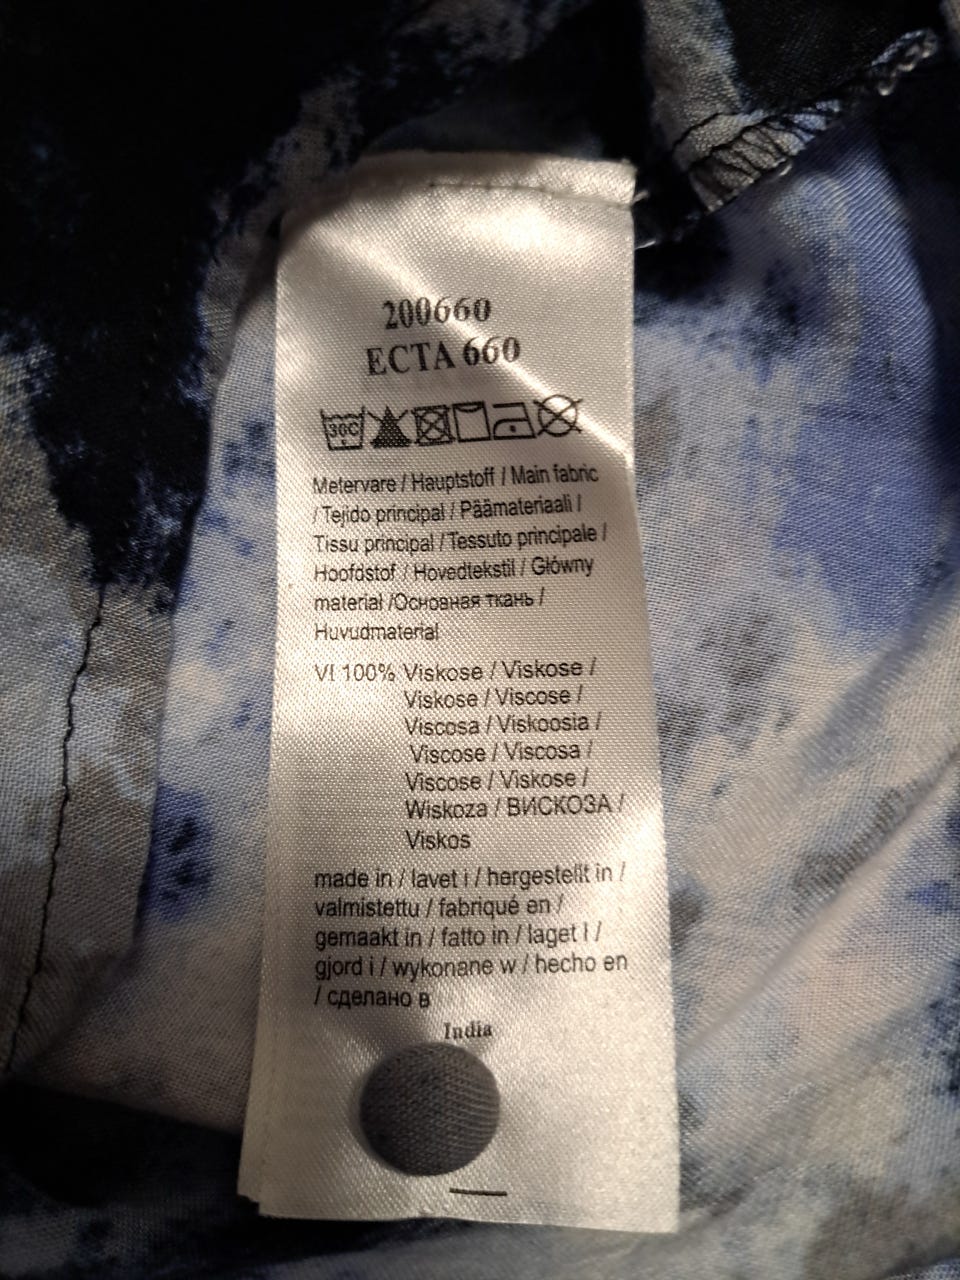 200660
ECTA 660
30C
Metervare / Hauptstoff / Main fabric
/ Tejido principal / Päämateriaali /
Tissu principal / Tessuto principale /
Hoofdstof / Hovedtekstil / Główny
material /Основная ткань /
Huvudmaterial
VI 100% Viskose / Viskose /
Viskose / Viscose /
Viscosa / Viskoosia /
Viscose / Viscosa /
Viscose / Viskose /
Wiskoza / ВИСКОЗА /
Viskos
made in / lavet i / hergestellt in /
valmistettu / fabriqué en /
gemaakt in / fatto in / laget I /
gjord i / wykonane w / hecho en
/ сделано в
India